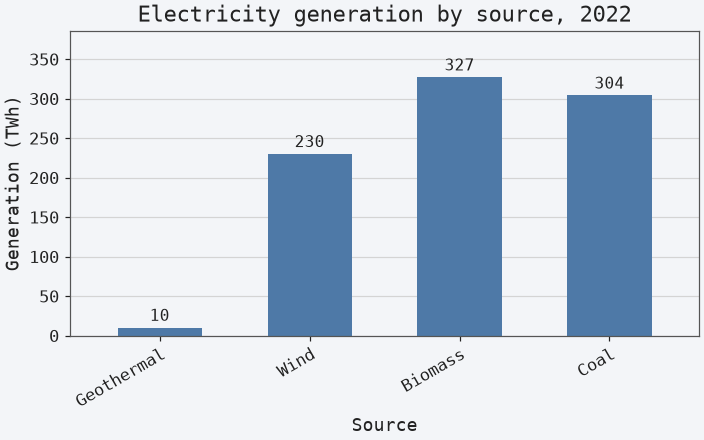 Electricity generation by source, 2022
Generation (TWh)
350
300
250
200
150
100
50
0
10
230
327
304
Geothermal
Wind
Biomass
Coal
Source